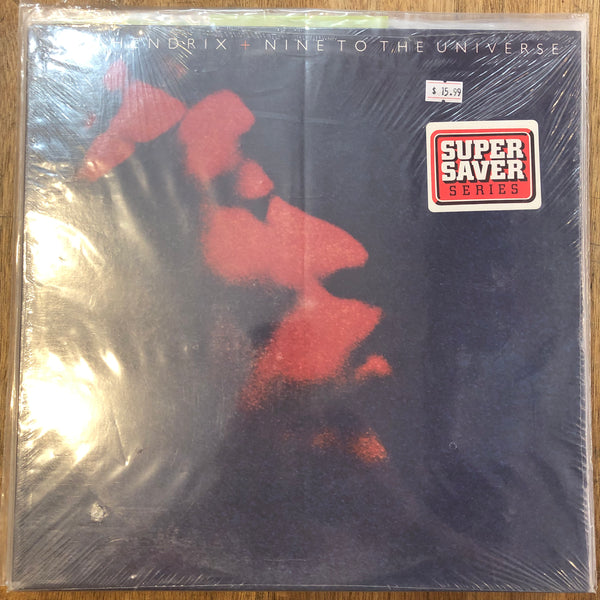 HENDRIX + NINE TO THE UNIVERSE
$ 15.99
SUPER
SAVER
SERIES